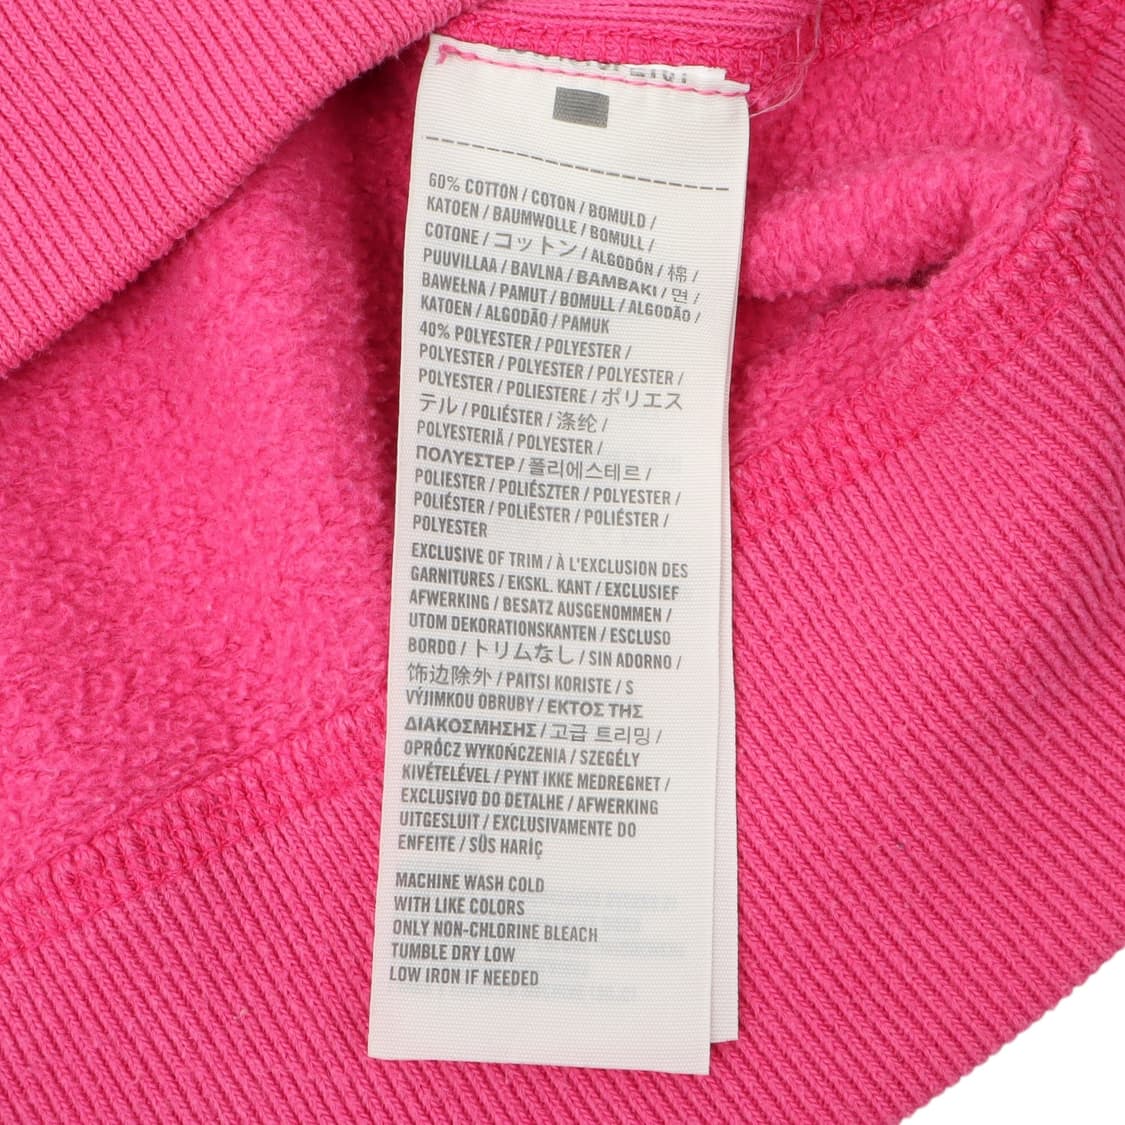 60% COTTON / COTON / BOMULD /
KATOEN / BAUMWOLLE / BOMULL /
COTONE / コットン / ALGODÓN / 棉 /
PUUVILLAA / BAVLNA / ΒΑΜΒΑΚΙ / 면 /
BAWEŁNA / PAMUT / BOMULL / ALGODÃO /
KATOEN / ALGODÃO / PAMUK
40% POLYESTER / POLYESTER /
POLYESTER / POLYESTER / POLYESTER /
POLYESTER / POLIESTERE / ポリエス
テル / POLIÉSTER / 涤纶 /
POLYESTERIÄ / POLYESTER /
ΠΟΛΥΕΣΤΕΡ / 폴리에스테르 /
POLIESTER / POLIÉSZTER / POLYESTER /
POLIÉSTER / POLIËSTER / POLIÉSTER /
POLYESTER
EXCLUSIVE OF TRIM / À L'EXCLUSION DES
GARNITURES / EKSKL. KANT / EXCLUSIEF
AFWERKING / BESATZ AUSGENOMMEN /
UTOM DEKORATIONSKANTEN / ESCLUSO
BORDO / トリムなし / SIN ADORNO /
饰边除外 / PAITSI KORISTE / S
VÝJIMKOU OBRUBY / ΕΚΤΟΣ ΤΗΣ
ΔΙΑΚΟΣΜΗΣΗΣ / 고급 트리밍 /
OPRÓCZ WYKOŃCZENIA / SZEGÉLY
KIVÉTELÉVEL / PYNT IKKE MEDREGNET /
EXCLUSIVO DO DETALHE / AFWERKING
UITGESLUIT / EXCLUSIVAMENTE DO
ENFEITE / SÜS HARİÇ
MACHINE WASH COLD
WITH LIKE COLORS
ONLY NON-CHLORINE BLEACH
TUMBLE DRY LOW
LOW IRON IF NEEDED